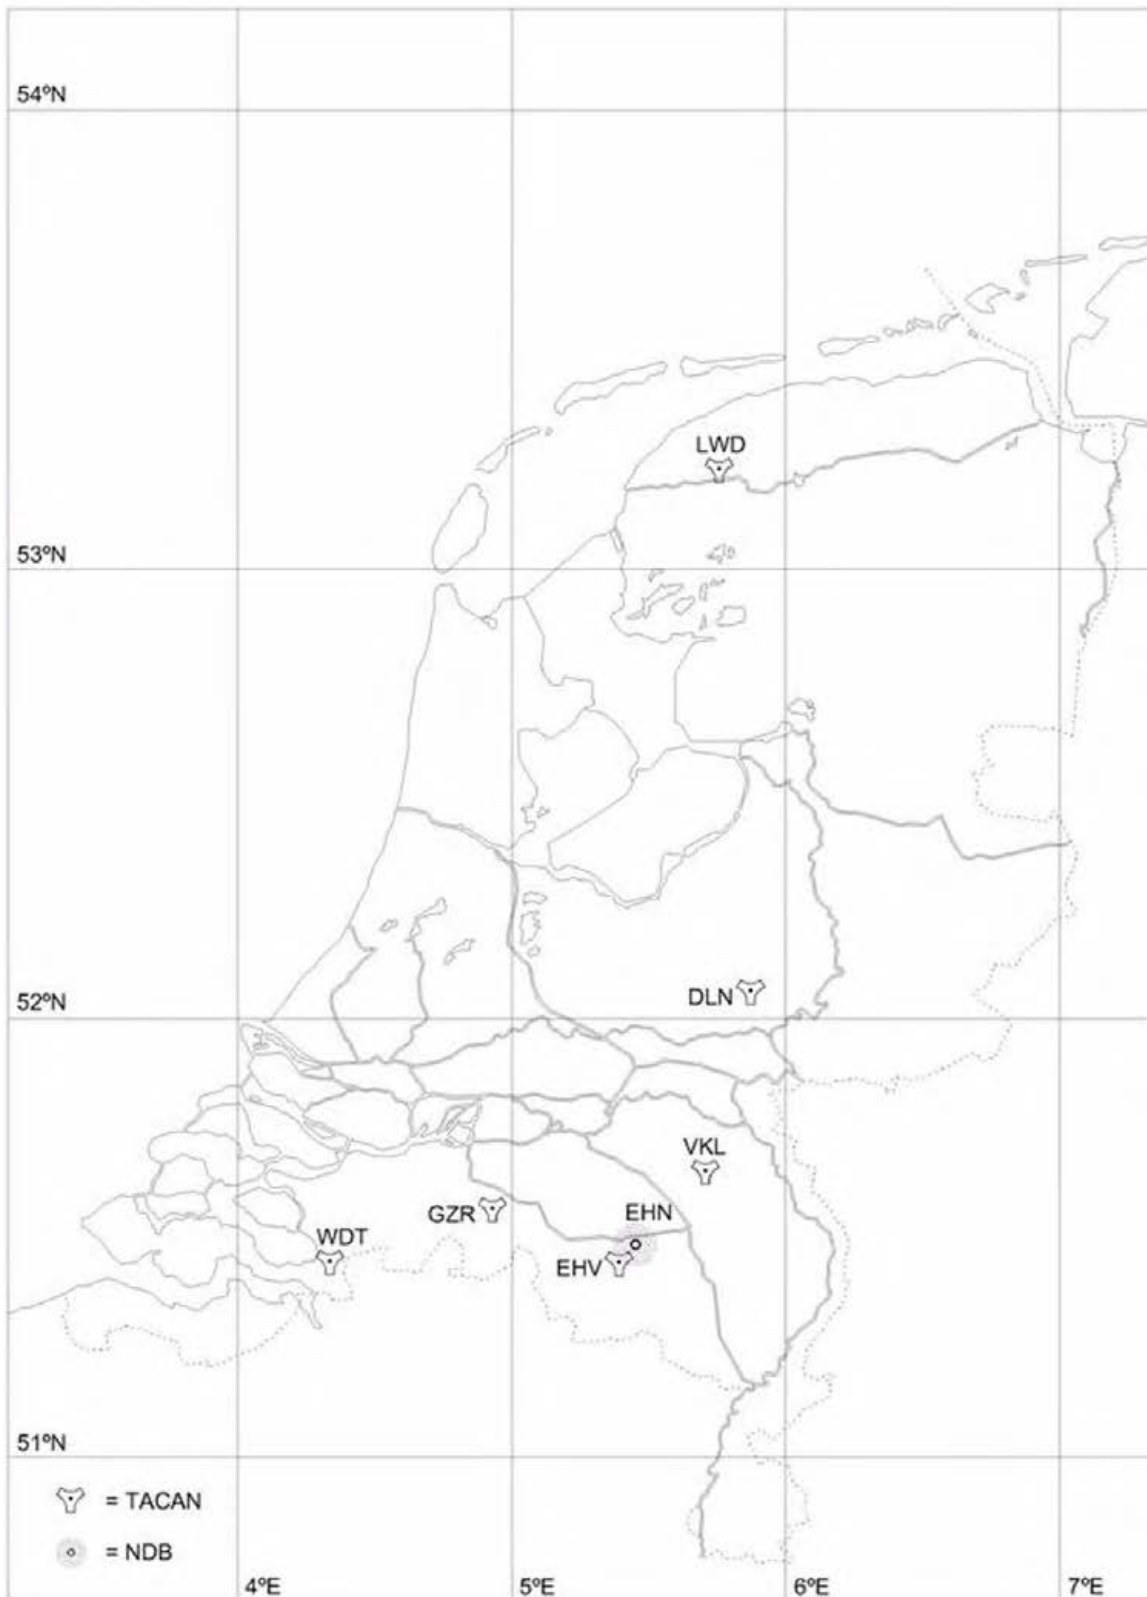 54ºN
LWD
53ºN
DLN
52ºN
VKL
GZR
EHN
WDT
EHV
51ºN
= TACAN
= NDB
4ºE
5ºE
6ºE
7ºE